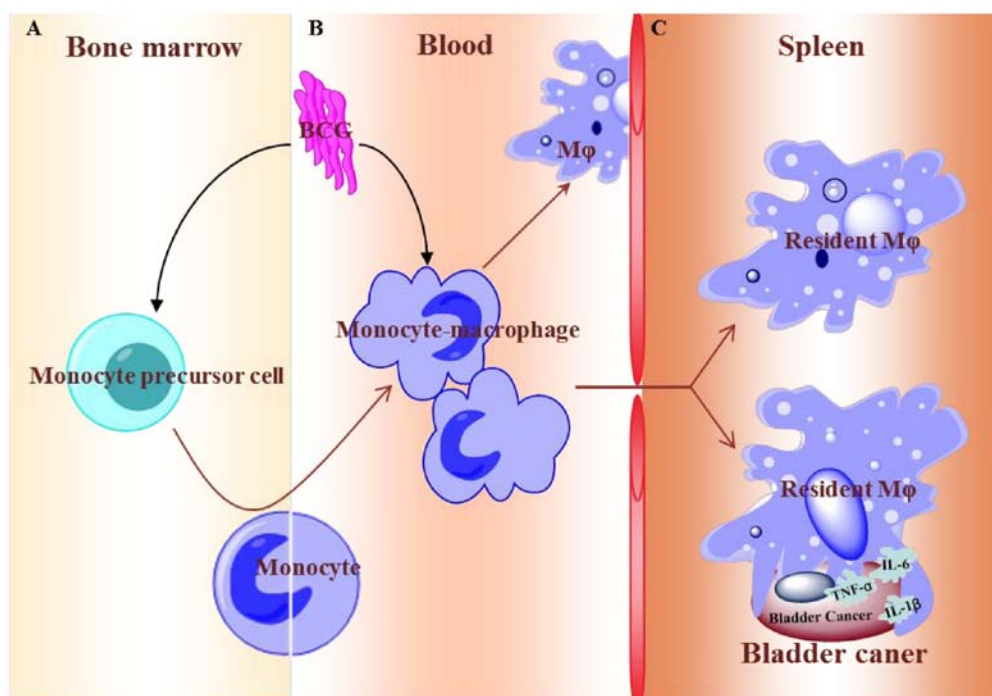 A
Bone marrow
B
Blood
C
Spleen
BCG
Mφ
Resident Mφ
Monocyte-macrophage
Monocyte precursor cell
Resident Mφ
Monocyte
IL-6
TNF-α
IL-1β
Bladder Cancer
Bladder caner